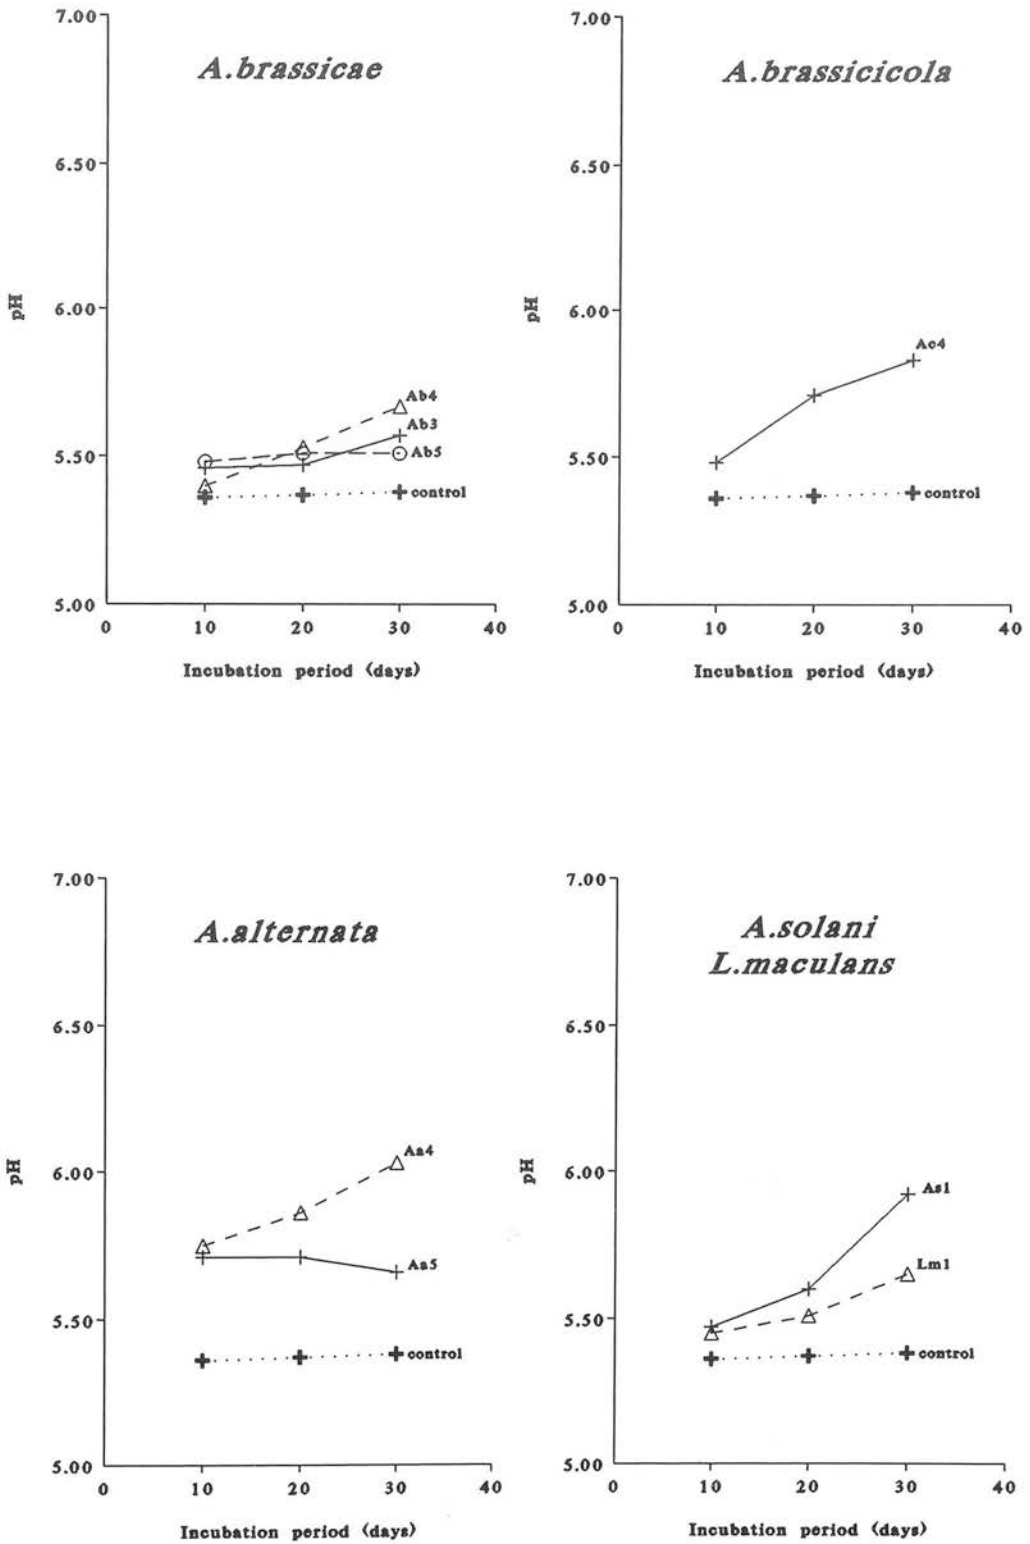 7.00
A.brassicae
6.50
pH
6.00
Ab4
Ab3
5.50
Ab5
control
5.00
0 10 20 30 40
Incubation period (days)
7.00
A.brassicicola
6.50
pH
6.00
Ac4
5.50
control
5.00
0 10 20 30 40
Incubation period (days)
7.00
A.alternata
6.50
pH
Aa4
6.00
Aa5
5.50
control
5.00
0 10 20 30 40
Incubation period (days)
7.00
A.solani
L.maculans
6.50
pH
6.00
As1
Lm1
5.50
control
5.00
0 10 20 30 40
Incubation period (days)